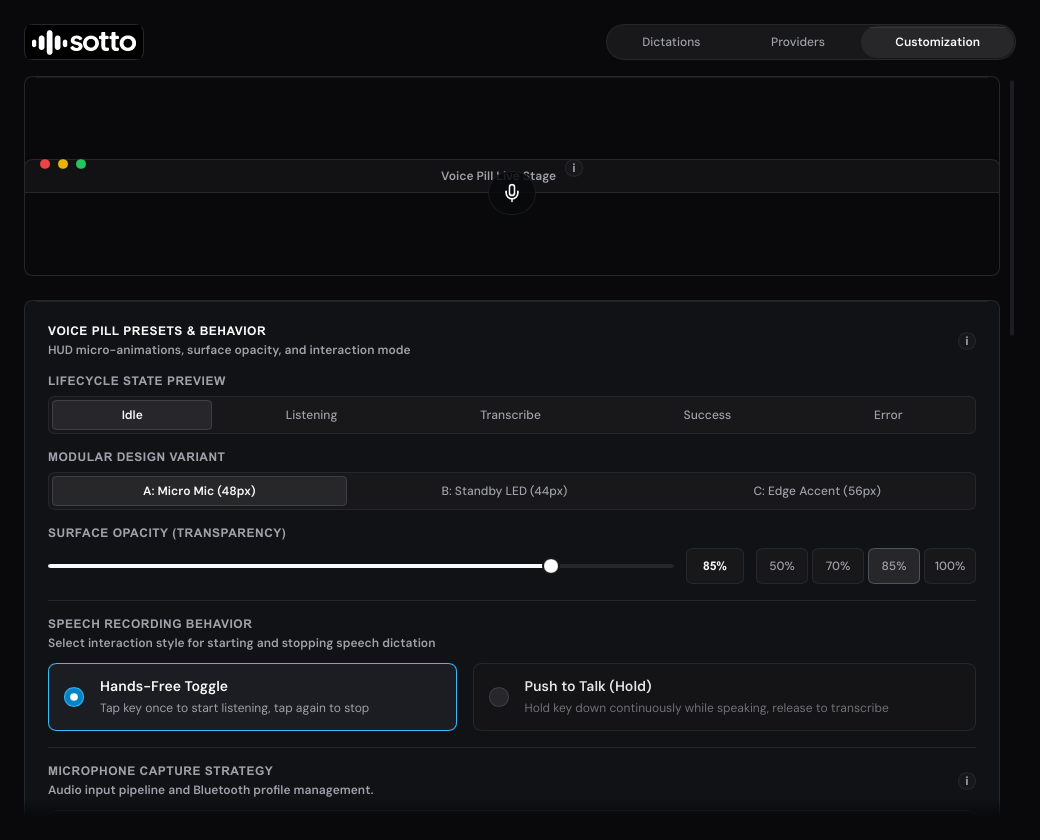 sotto
Dictations
Providers
Customization
Voice Pill Live Stage
i
VOICE PILL PRESETS & BEHAVIOR
HUD micro-animations, surface opacity, and interaction mode
i
LIFECYCLE STATE PREVIEW
Idle
Listening
Transcribe
Success
Error
MODULAR DESIGN VARIANT
A: Micro Mic (48px)
B: Standby LED (44px)
C: Edge Accent (56px)
SURFACE OPACITY (TRANSPARENCY)
85%
50%
70%
85%
100%
SPEECH RECORDING BEHAVIOR
Select interaction style for starting and stopping speech dictation
Hands-Free Toggle
Tap key once to start listening, tap again to stop
Push to Talk (Hold)
Hold key down continuously while speaking, release to transcribe
MICROPHONE CAPTURE STRATEGY
Audio input pipeline and Bluetooth profile management.
i